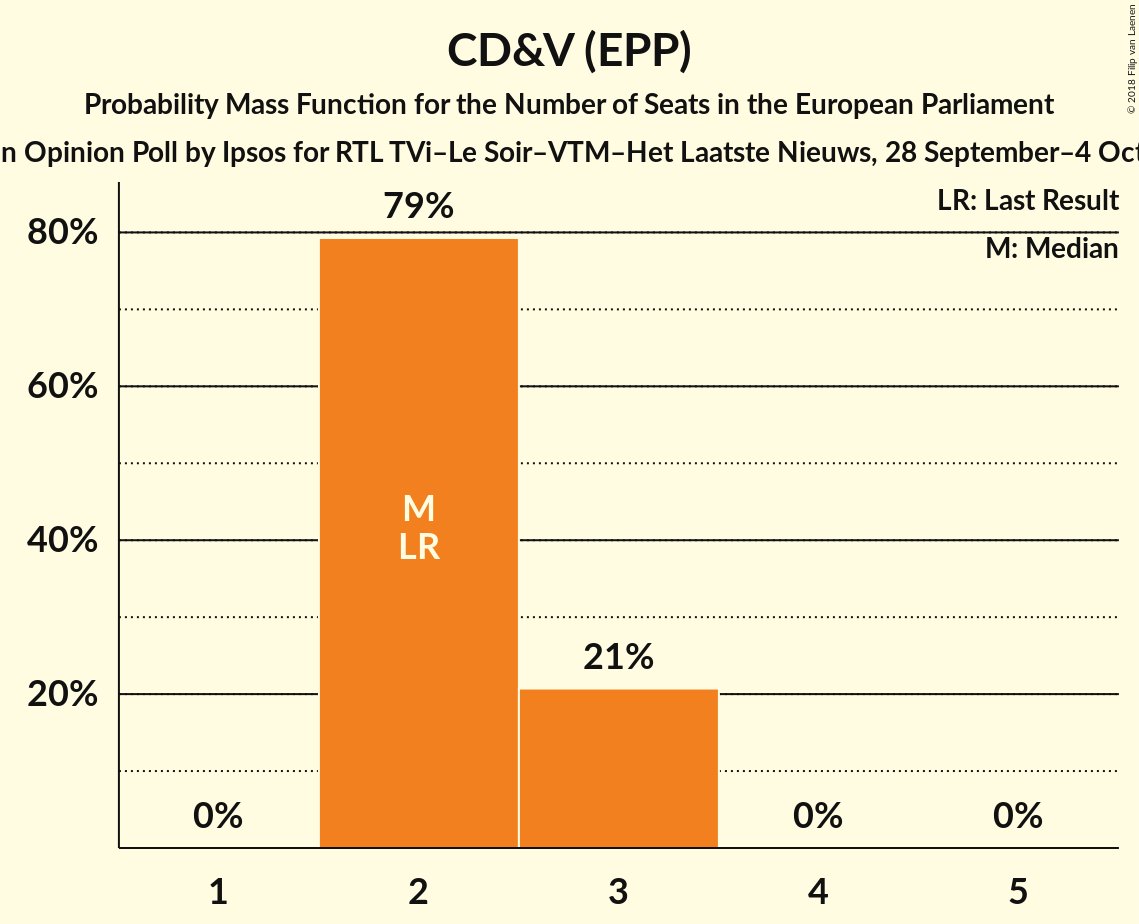 CD&V (EPP)
Probability Mass Function for the Number of Seats in the European Parliament
n Opinion Poll by Ipsos for RTL TVi–Le Soir–VTM–Het Laatste Nieuws, 28 September–4 Oct
© 2018 Filip van Laenen
LR: Last Result
M: Median
80%
60%
40%
20%
79%
M
LR
21%
0%
0%
0%
1
2
3
4
5